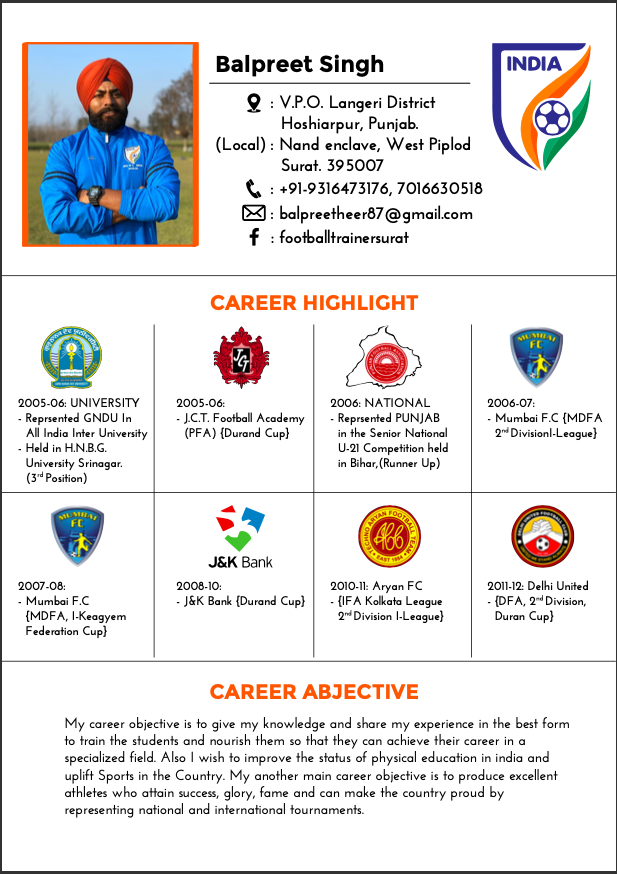 Balpreet Singh
: V.P.O. Langeri District
Hoshiarpur, Punjab.
(Local) : Nand enclave, West Piplod
Surat. 395007
: +91-9316473176, 7016630518
: balpreetheer87@gmail.com
: footballtrainersurat
INDIA
CAREER HIGHLIGHT
2005-06: UNIVERSITY
- Reprsented GNDU In
All India Inter University
- Held in H.N.B.G.
University Srinagar.
(3rd Position)
JCT
2005-06:
- J.C.T. Football Academy
(PFA) {Durand Cup}
2006: NATIONAL
- Reprsented PUNJAB
in the Senior National
U-21 Competition held
in Bihar,(Runner Up)
MUMBAI
FC
2006-07:
- Mumbai F.C {MDFA
2nd DivisionI-League}
MUMBAI
FC
2007-08:
- Mumbai F.C
{MDFA, I-Keagyem
Federation Cup}
J&K Bank
2008-10:
- J&K Bank {Durand Cup}
TECHNO ARYAN FOOTBALL TEAM
ESTD 1884
2010-11: Aryan FC
- {IFA Kolkata League
2nd Division I-League}
2011-12: Delhi United
- {DFA, 2nd Division,
Duran Cup}
CAREER ABJECTIVE
My career objective is to give my knowledge and share my experience in the best form
to train the students and nourish them so that they can achieve their career in a
specialized field. Also I wish to improve the status of physical education in india and
uplift Sports in the Country. My another main career objective is to produce excellent
athletes who attain success, glory, fame and can make the country proud by
representing national and international tournaments.